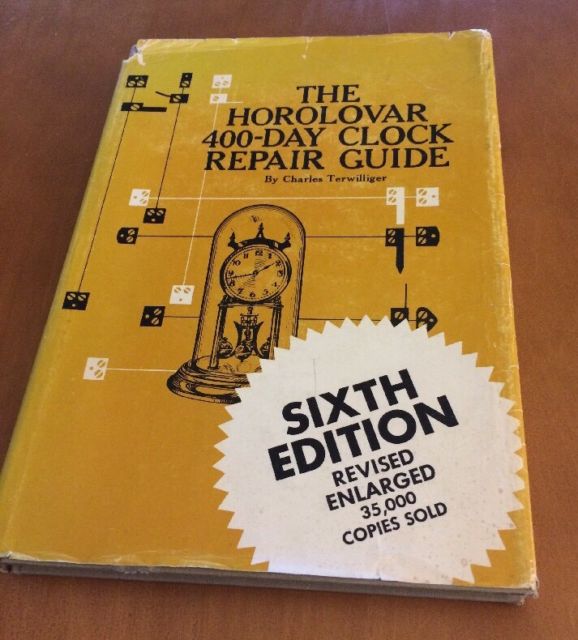 THE
HOROLOVAR
400-DAY CLOCK
REPAIR GUIDE
By Charles Terwilliger
SIXTH
EDITION
REVISED
ENLARGED
35,000
COPIES SOLD